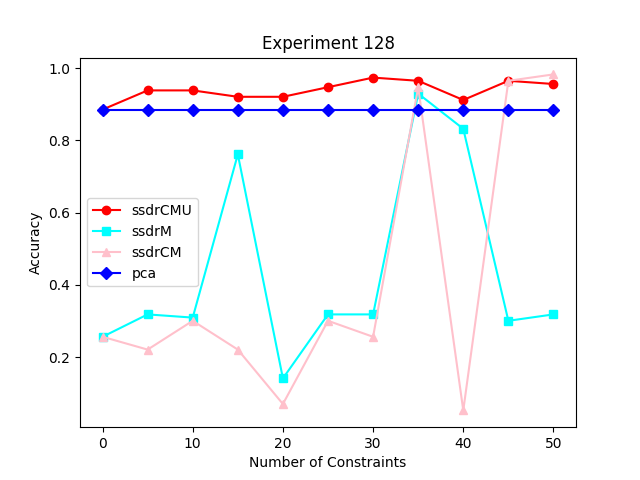 Experiment 128
1.0
0.8
0.6
0.4
0.2
Accuracy
ssdrCMU
ssdrM
ssdrCM
pca
0 10 20 30 40 50
Number of Constraints